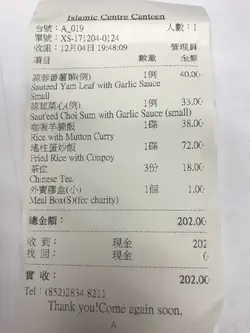 Islamic Centre Canteen
台號: A_019 人數: 1
單號: XS-171204-0124
收銀: 12月04日 19:48:09 管理員
項目 數量 金額
蒜蓉番薯葉(例) 1例 40.00
Sauteed Yam Leaf with Garlic Sauce
Small
蒜茸菜心(例) 1例 33.00
Saut'eed Choi Sum with Garlic Sauce (small)
咖喱羊腩飯 1碟 38.00
Rice with Mutton Curry
瑤柱蛋炒飯 1碟 72.00
Fried Rice with Conpoy
茶位 3份 18.00
Chinese Tea
外賣膠盒(小) 1個 1.00
Meal Box(S)(for charity)
總金額: 202.00
收到: 現金 202
找回: 現金 0
實收: 202.00
Tel : (852)2834 8211
Thank you!Come again soon.